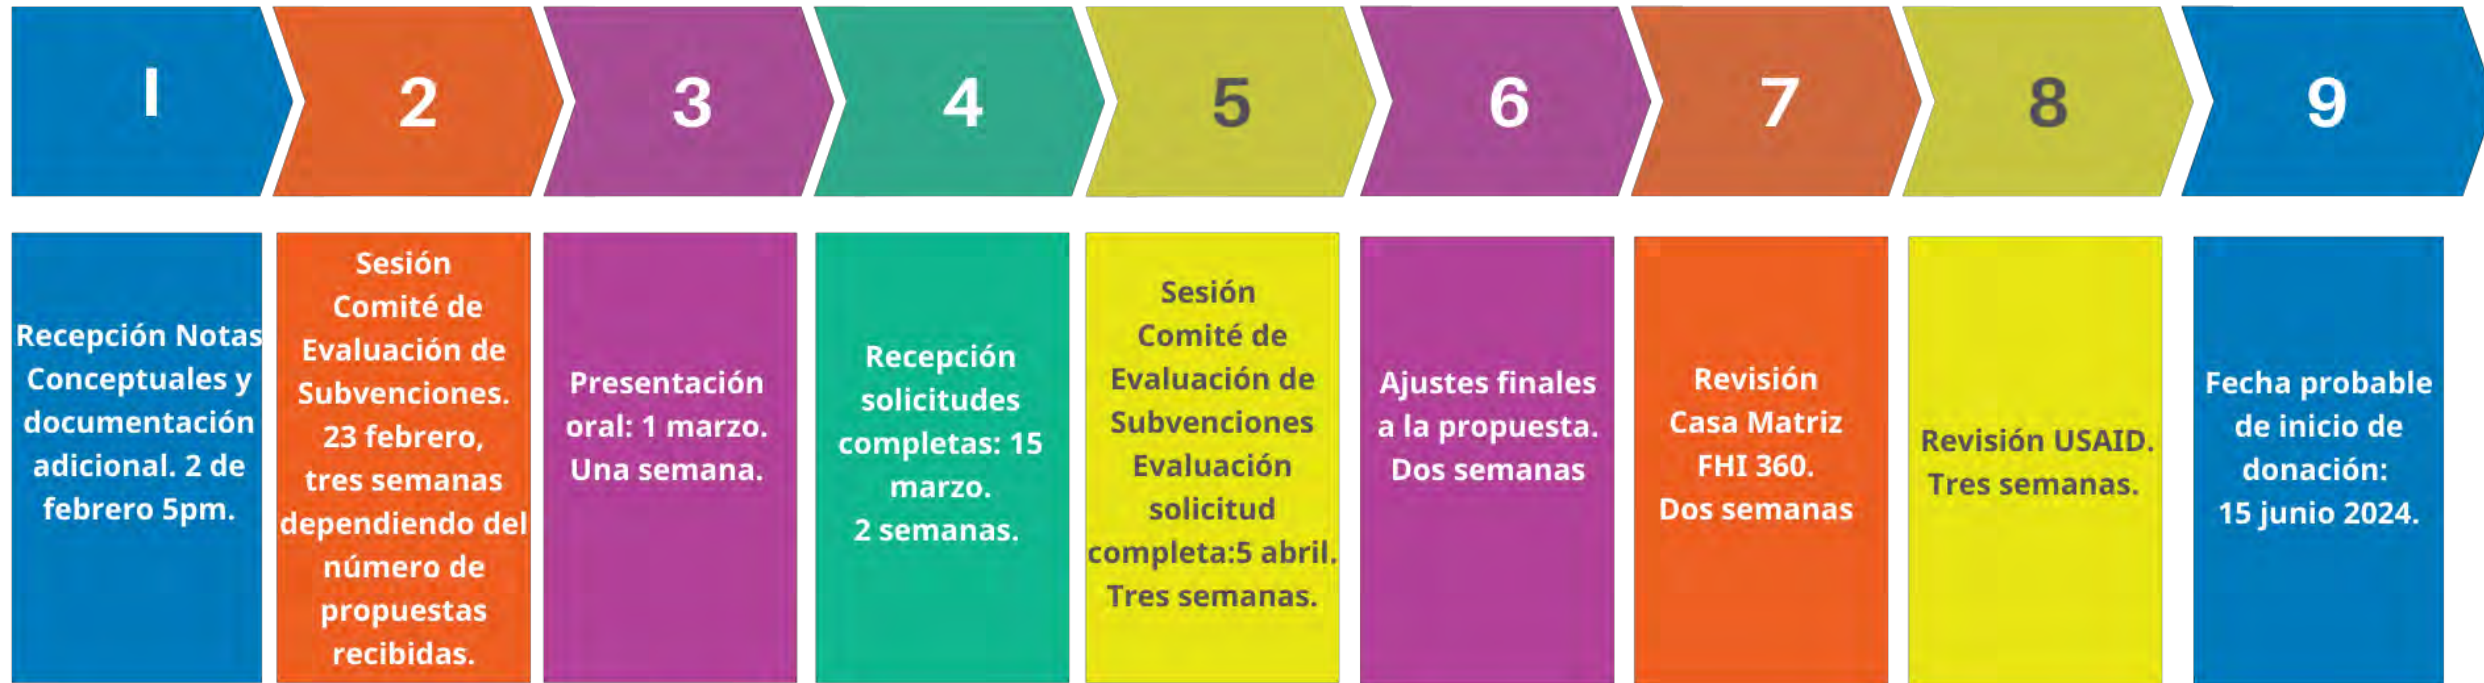 1
2
3
4
5
6
7
8
9
Recepción Notas
Conceptuales y
documentación
adicional. 2 de
febrero 5pm.
Sesión
Comité de
Evaluación de
Subvenciones.
23 febrero,
tres semanas
dependiendo del
número de
propuestas
recibidas.
Presentación
oral: 1 marzo.
Una semana.
Recepción
solicitudes
completas: 15
marzo.
2 semanas.
Sesión
Comité de
Evaluación de
Subvenciones
Evaluación
solicitud
completa:5 abril.
Tres semanas.
Ajustes finales
a la propuesta.
Dos semanas
Revisión
Casa Matriz
FHI 360.
Dos semanas
Revisión USAID.
Tres semanas.
Fecha probable
de inicio de
donación:
15 junio 2024.